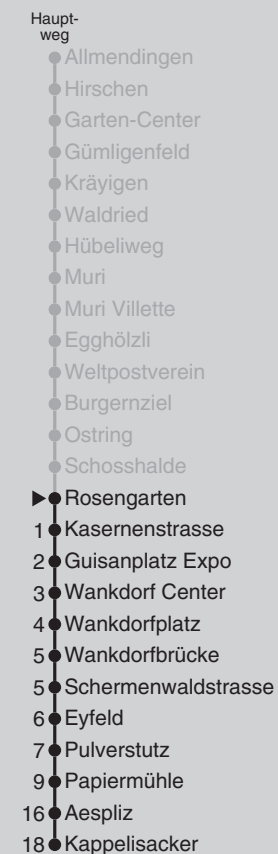 Haupt-
weg
Allmendingen
Hirschen
Garten-Center
Gümligenfeld
Kräyigen
Waldried
Hübeliweg
Muri
Muri Villette
Egghölzli
Weltpostverein
Burgernziel
Ostring
Schosshalde
Rosengarten
1 Kasernenstrasse
2 Guisanplatz Expo
3 Wankdorf Center
4 Wankdorfplatz
5 Wankdorfbrücke
5 Schermenwaldstrasse
6 Eyfeld
7 Pulverstutz
9 Papiermühle
16 Aespliz
18 Kappelisacker